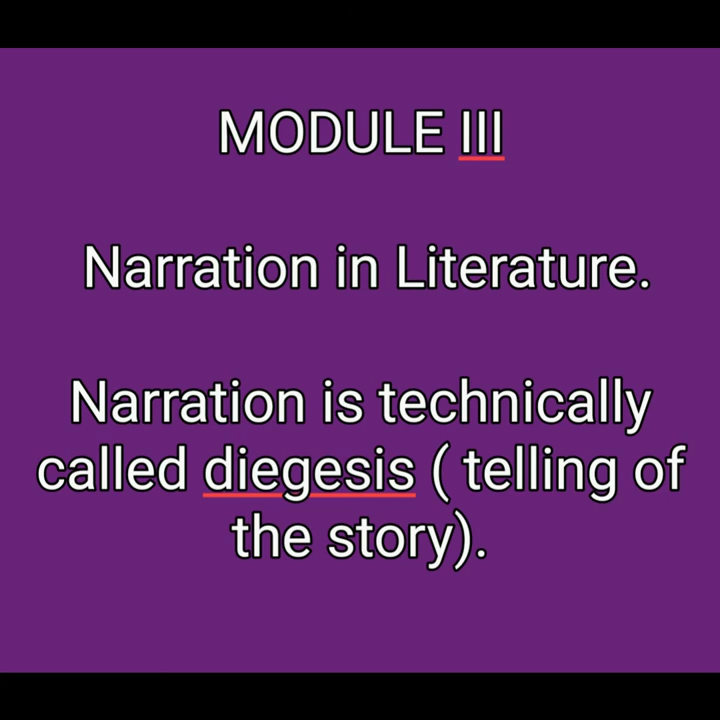 MODULE III
Narration in Literature.
Narration is technically
called diegesis ( telling of
the story).